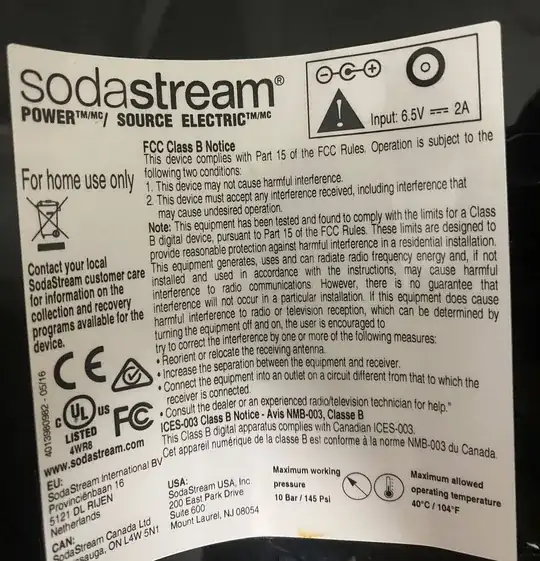 sodastream®
POWER™/MC/ SOURCE ELECTRIC™/MC
Input: 6.5V ⎓ 2A
For home use only
Contact your local
SodaStream customer care
for information on the
collection and recovery
programs available for the
device.
FCC Class B Notice
This device complies with Part 15 of the FCC Rules. Operation is subject to the
following two conditions:
1. This device may not cause harmful interference.
2. This device must accept any interference received, including interference that
may cause undesired operation.
Note: This equipment has been tested and found to comply with the limits for a Class
B digital device, pursuant to Part 15 of the FCC Rules. These limits are designed to
provide reasonable protection against harmful interference in a residential installation.
This equipment generates, uses and can radiate radio frequency energy and, if not
installed and used in accordance with the instructions, may cause harmful
interference to radio communications. However, there is no guarantee that
interference will not occur in a particular installation. If this equipment does cause
harmful interference to radio or television reception, which can be determined by
turning the equipment off and on, the user is encouraged to
try to correct the interference by one or more of the following measures:
• Reorient or relocate the receiving antenna.
• Increase the separation between the equipment and receiver.
• Connect the equipment into an outlet on a circuit different from that to which the
receiver is connected.
• Consult the dealer or an experienced radio/television technician for help."
ICES-003 Class B Notice - Avis NMB-003, Classe B
This Class B digital apparatus complies with Canadian ICES-003.
Cet appareil numérique de la classe B est conforme à la norme NMB-003 du Canada.
4013980982 - 05/16
CE
C UL US
LISTED
4WR8
FC
www.sodastream.com
EU:
SodaStream International BV
Provinciënbaan 16
5121 DL RIJEN
Netherlands
CAN:
SodaStream Canada Ltd
ssauga, ON L4W 5N1
USA:
SodaStream USA, Inc.
200 East Park Drive
Suite 600
Mount Laurel, NJ 08054
Maximum working
pressure
10 Bar / 145 Psi
Maximum allowed
operating temperature
40°C / 104°F